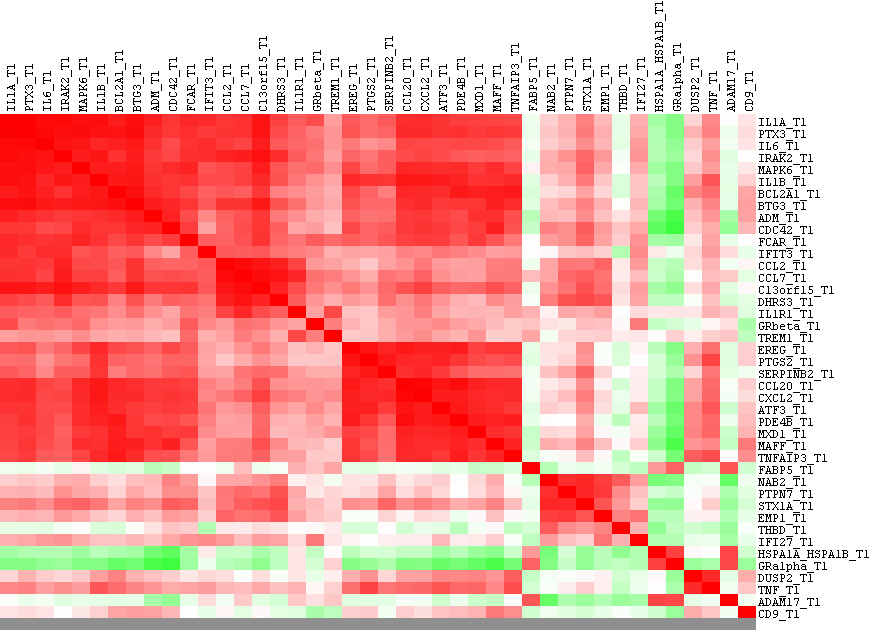 IL1A_T1
PTX3_T1
IL6_T1
IRAK2_T1
MAPK6_T1
IL1B_T1
BCL2A1_T1
BTG3_T1
ADM_T1
CDC42_T1
FCAR_T1
IFIT3_T1
CCL2_T1
CCL7_T1
C13orf15_T1
DHRS3_T1
IL1R1_T1
GRbeta_T1
TREM1_T1
EREG_T1
PTGS2_T1
SERPINB2_T1
CCL20_T1
CXCL2_T1
ATF3_T1
PDE4B_T1
MXD1_T1
MAFF_T1
TNFAIP3_T1
FABP5_T1
NAB2_T1
PTPN7_T1
STX1A_T1
EMP1_T1
THBD_T1
IFI27_T1
HSPA1A_HSPA1B_T1
GRalpha_T1
DUSP2_T1
TNF_T1
ADAM17_T1
CD9_T1
IL1A_T1
PTX3_T1
IL6_T1
IRAK2_T1
MAPK6_T1
IL1B_T1
BCL2A1_T1
BTG3_T1
ADM_T1
CDC42_T1
FCAR_T1
IFIT3_T1
CCL2_T1
CCL7_T1
C13orf15_T1
DHRS3_T1
IL1R1_T1
GRbeta_T1
TREM1_T1
EREG_T1
PTGS2_T1
SERPINB2_T1
CCL20_T1
CXCL2_T1
ATF3_T1
PDE4B_T1
MXD1_T1
MAFF_T1
TNFAIP3_T1
FABP5_T1
NAB2_T1
PTPN7_T1
STX1A_T1
EMP1_T1
THBD_T1
IFI27_T1
HSPA1A_HSPA1B_T1
GRalpha_T1
DUSP2_T1
TNF_T1
ADAM17_T1
CD9_T1